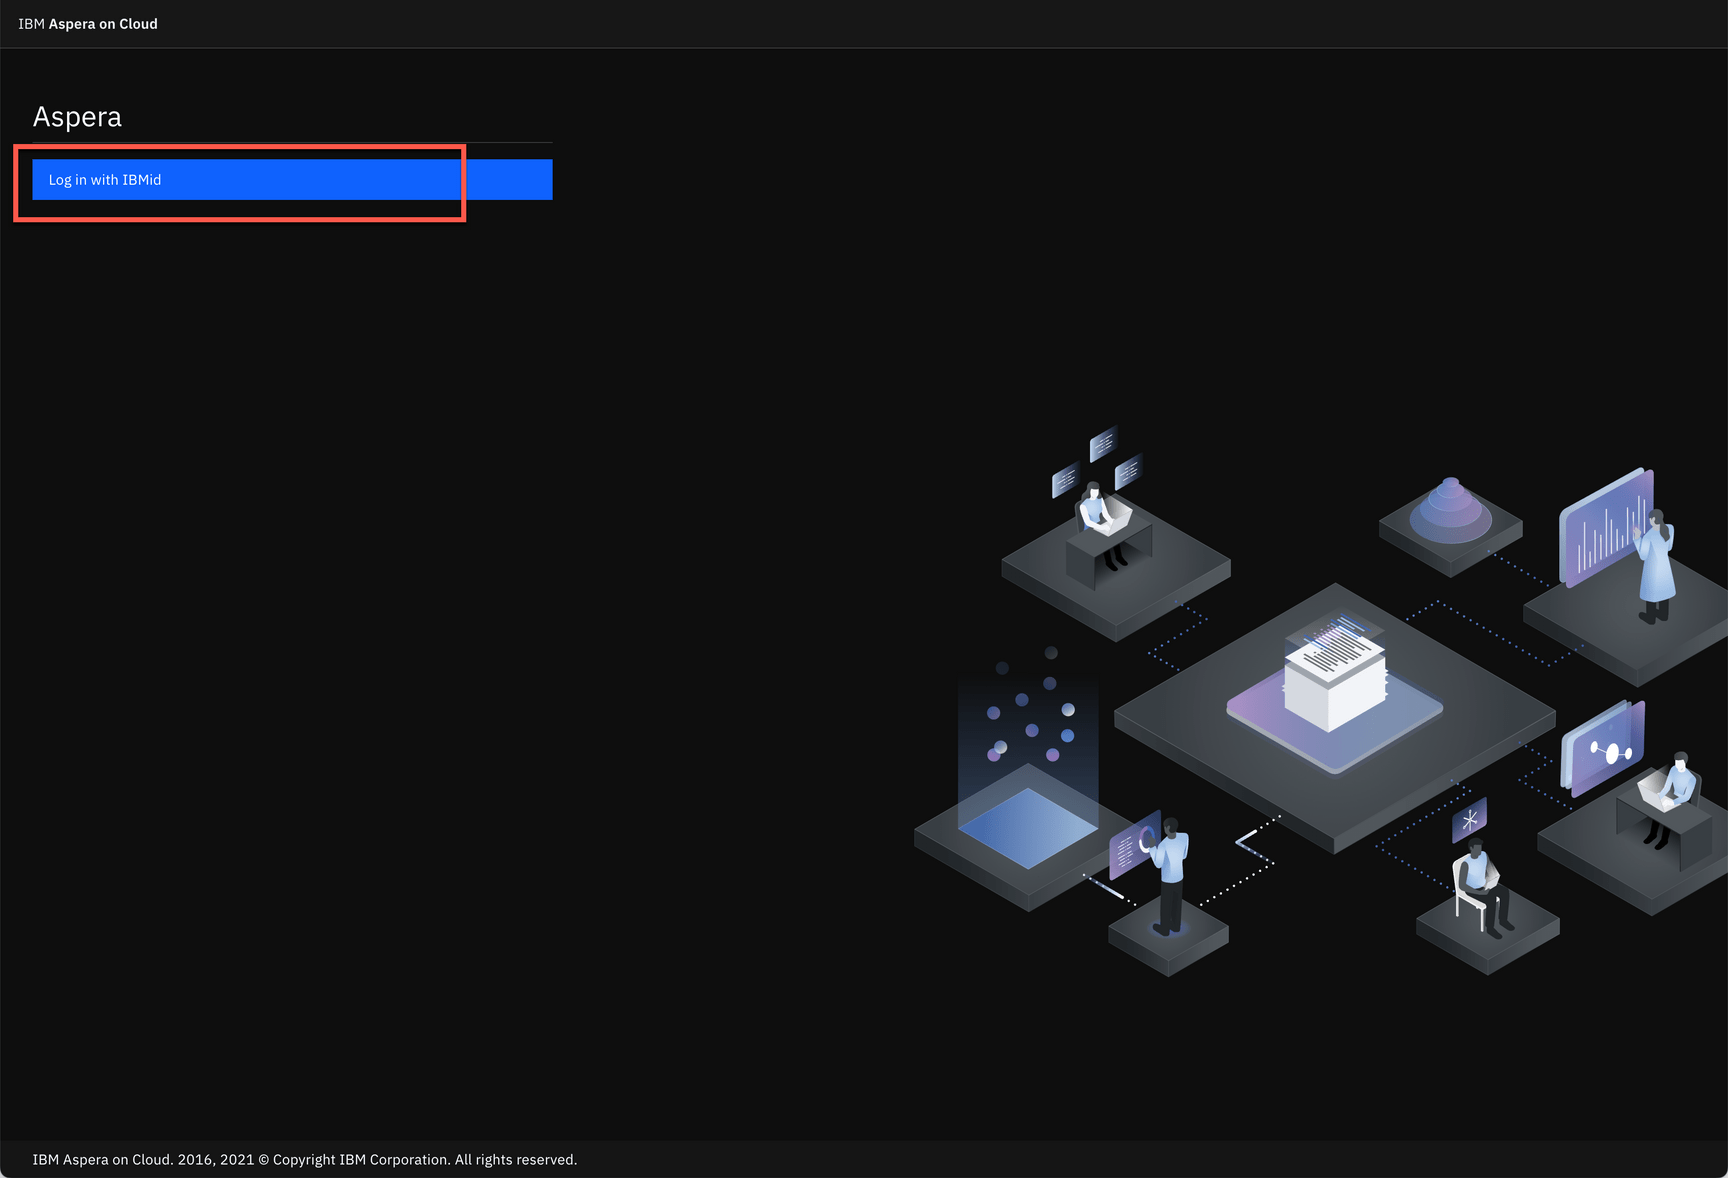 IBM Aspera on Cloud
Aspera
Log in with IBMid
IBM Aspera on Cloud. 2016, 2021 © Copyright IBM Corporation. All rights reserved.